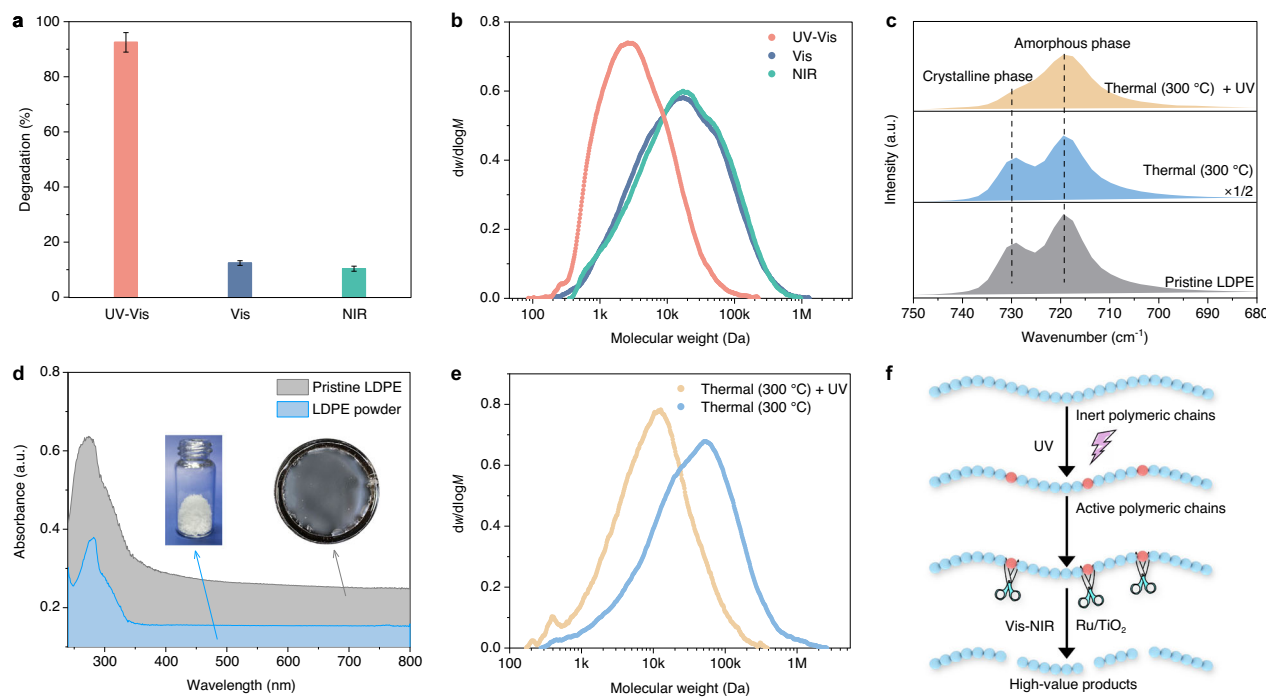 a
Degradation (%)
100
80
60
40
20
0
UV-Vis
Vis
NIR
b
dw/dlogM
0.8
0.6
0.4
0.2
0.0
UV-Vis
Vis
NIR
100
1k
10k
100k
1M
Molecular weight (Da)
c
Intensity (a.u.)
Amorphous phase
Crystalline phase
Thermal (300 °C) + UV
Thermal (300 °C)
×1/2
Pristine LDPE
750
740
730
720
710
700
690
680
Wavenumber (cm⁻¹)
d
Absorbance (a.u.)
0.8
0.6
0.4
0.2
Pristine LDPE
LDPE powder
300
400
500
600
700
800
Wavelength (nm)
e
dw/dlogM
0.8
0.6
0.4
0.2
0.0
Thermal (300 °C) + UV
Thermal (300 °C)
100
1k
10k
100k
1M
Molecular weight (Da)
f
Inert polymeric chains
UV
Active polymeric chains
Vis-NIR
Ru/TiO₂
High-value products